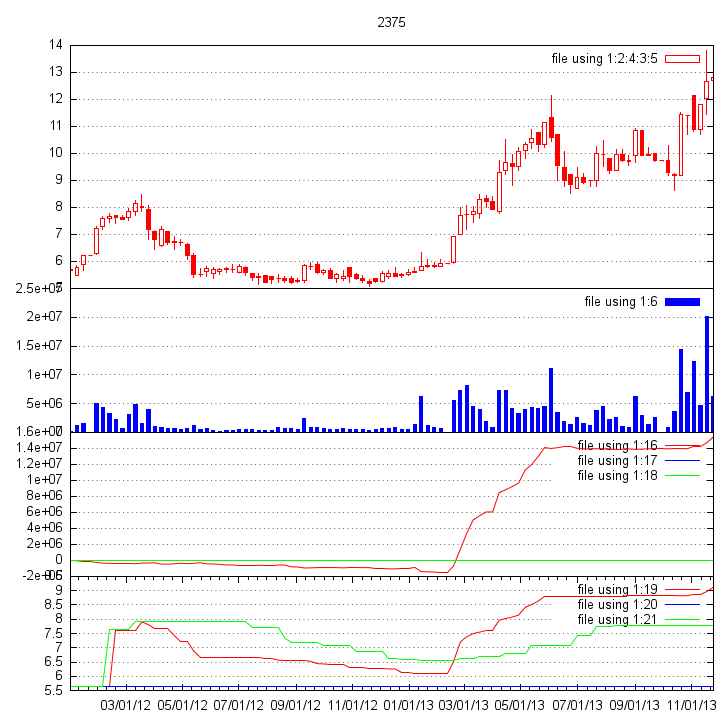 2375
14
file using 1:2:4:3:5
13
12
11
10
9
8
7
6
2.5e+07
file using 1:6
2e+07
1.5e+07
1e+07
5e+06
1.6e+07
file using 1:16
1.4e+07
file using 1:17
1.2e+07
file using 1:18
1e+07
8e+06
6e+06
4e+06
2e+06
0
-2e+06
file using 1:19
9
file using 1:20
8.5
file using 1:21
8
7.5
7
6.5
6
5.5
03/01/12 05/01/12 07/01/12 09/01/12 11/01/12 01/01/13 03/01/13 05/01/13 07/01/13 09/01/13 11/01/13